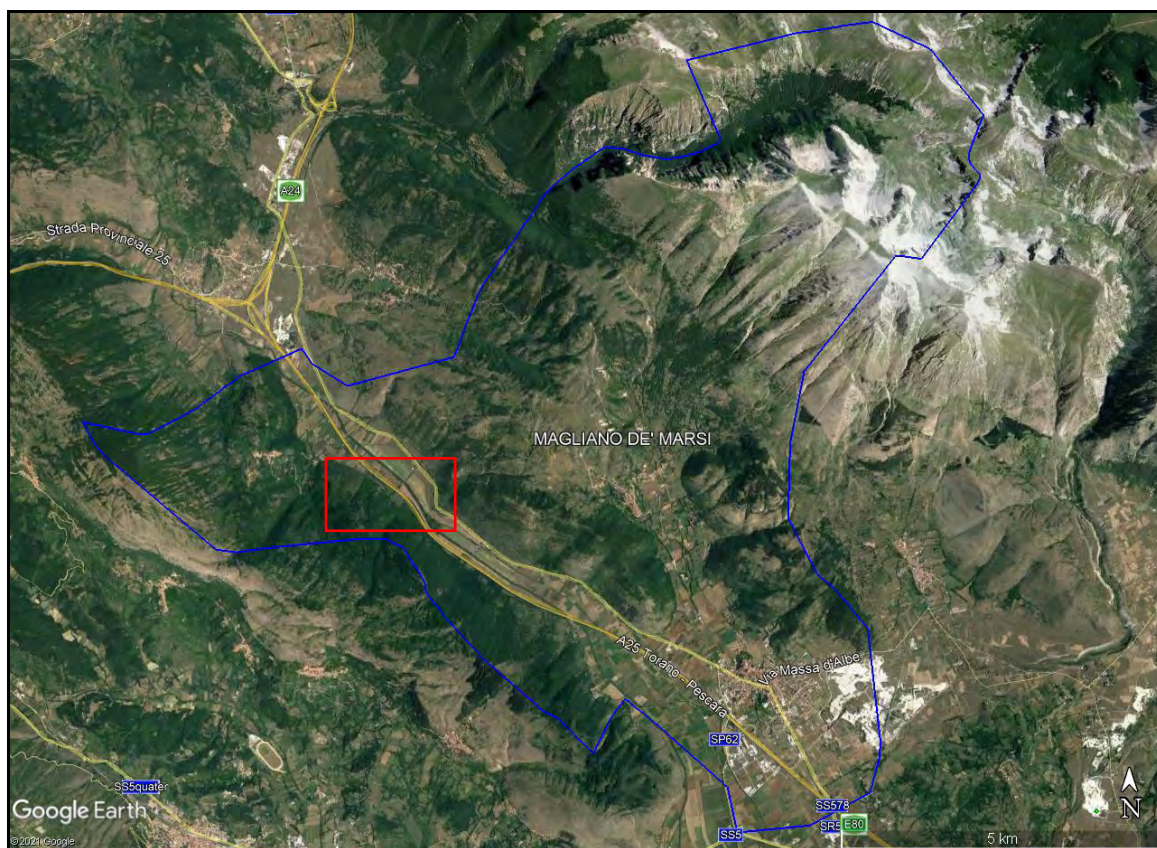 A24
Strada Provinciale 25
MAGLIANO DE' MARSI
Via Massa d'Albe
A25 Torano - Pescara
SP62
SS5quater
Google Earth
SS578
SS5
SR5
E80
N
5 km
©2021 Google